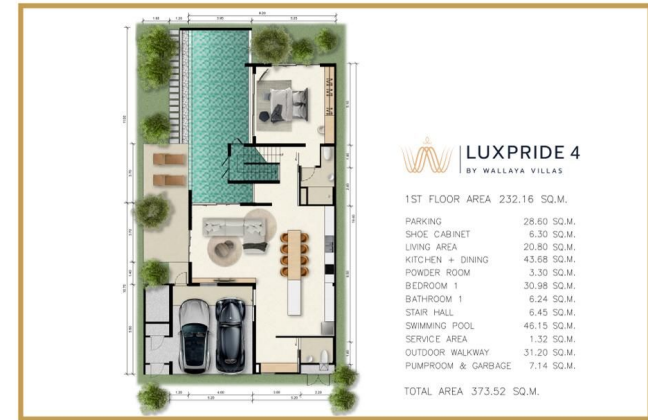 LUXPRIDE 4
BY WALLAYA VILLAS
1ST FLOOR AREA 232.16 SQ.M.
PARKING 28.60 SQ.M.
SHOE CABINET 6.30 SQ.M.
LIVING AREA 20.80 SQ.M.
KITCHEN + DINING 43.68 SQ.M.
POWDER ROOM 3.30 SQ.M.
BEDROOM 1 30.98 SQ.M.
BATHROOM 1 6.24 SQ.M.
STAIR HALL 6.45 SQ.M.
SWIMMING POOL 46.15 SQ.M.
SERVICE AREA 1.32 SQ.M.
OUTDOOR WALKWAY 31.20 SQ.M.
PUMPROOM & GARBAGE 7.14 SQ.M.
TOTAL AREA 373.52 SQ.M.